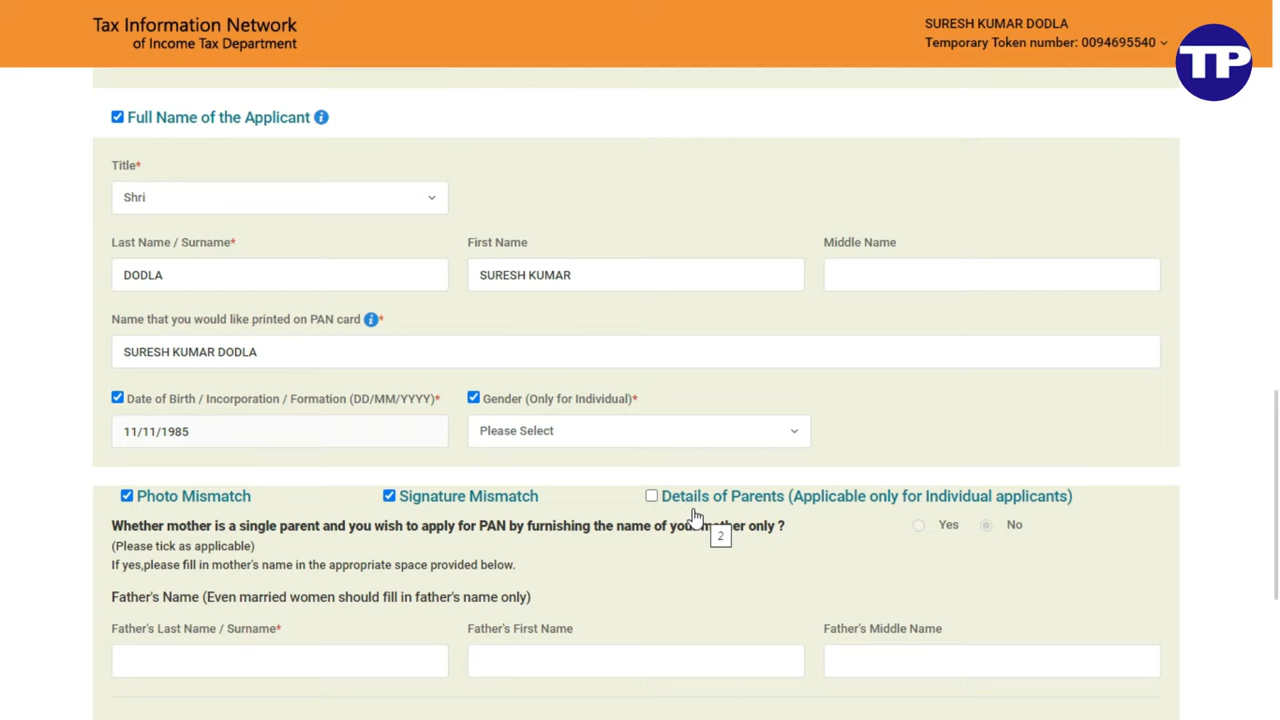 Tax Information Network
of Income Tax Department
SURESH KUMAR DODLA
Temporary Token number: 0094695540
TP
Full Name of the Applicant i
Title*
Shri
Last Name / Surname* First Name Middle Name
DODLA SURESH KUMAR
Name that you would like printed on PAN card i *
SURESH KUMAR DODLA
Date of Birth / Incorporation / Formation (DD/MM/YYYY)* Gender (Only for Individual)*
11/11/1985 Please Select
Photo Mismatch Signature Mismatch Details of Parents (Applicable only for Individual applicants)
Whether mother is a single parent and you wish to apply for PAN by furnishing the name of your mother only ? Yes No
2
(Please tick as applicable)
If yes,please fill in mother's name in the appropriate space provided below.
Father's Name (Even married women should fill in father's name only)
Father's Last Name / Surname* Father's First Name Father's Middle Name